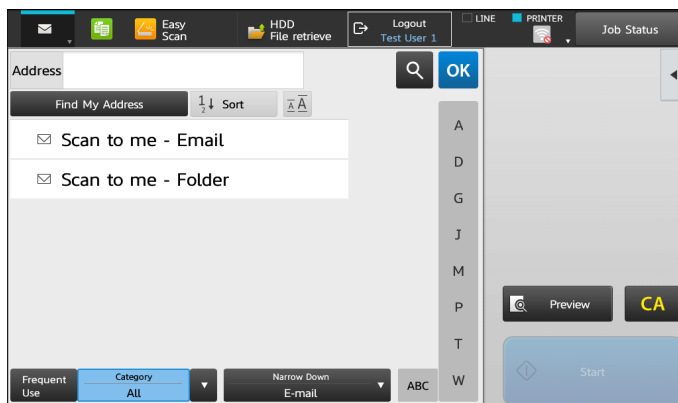 Easy
Scan
HDD
File retrieve
Logout
Test User 1
LINE
PRINTER
Job Status
Address
OK
Find My Address
1
2
Sort
A A
Scan to me - Email
Scan to me - Folder
A
D
G
J
M
P
T
W
Preview
CA
Start
Frequent
Use
Category
All
Narrow Down
E-mail
ABC